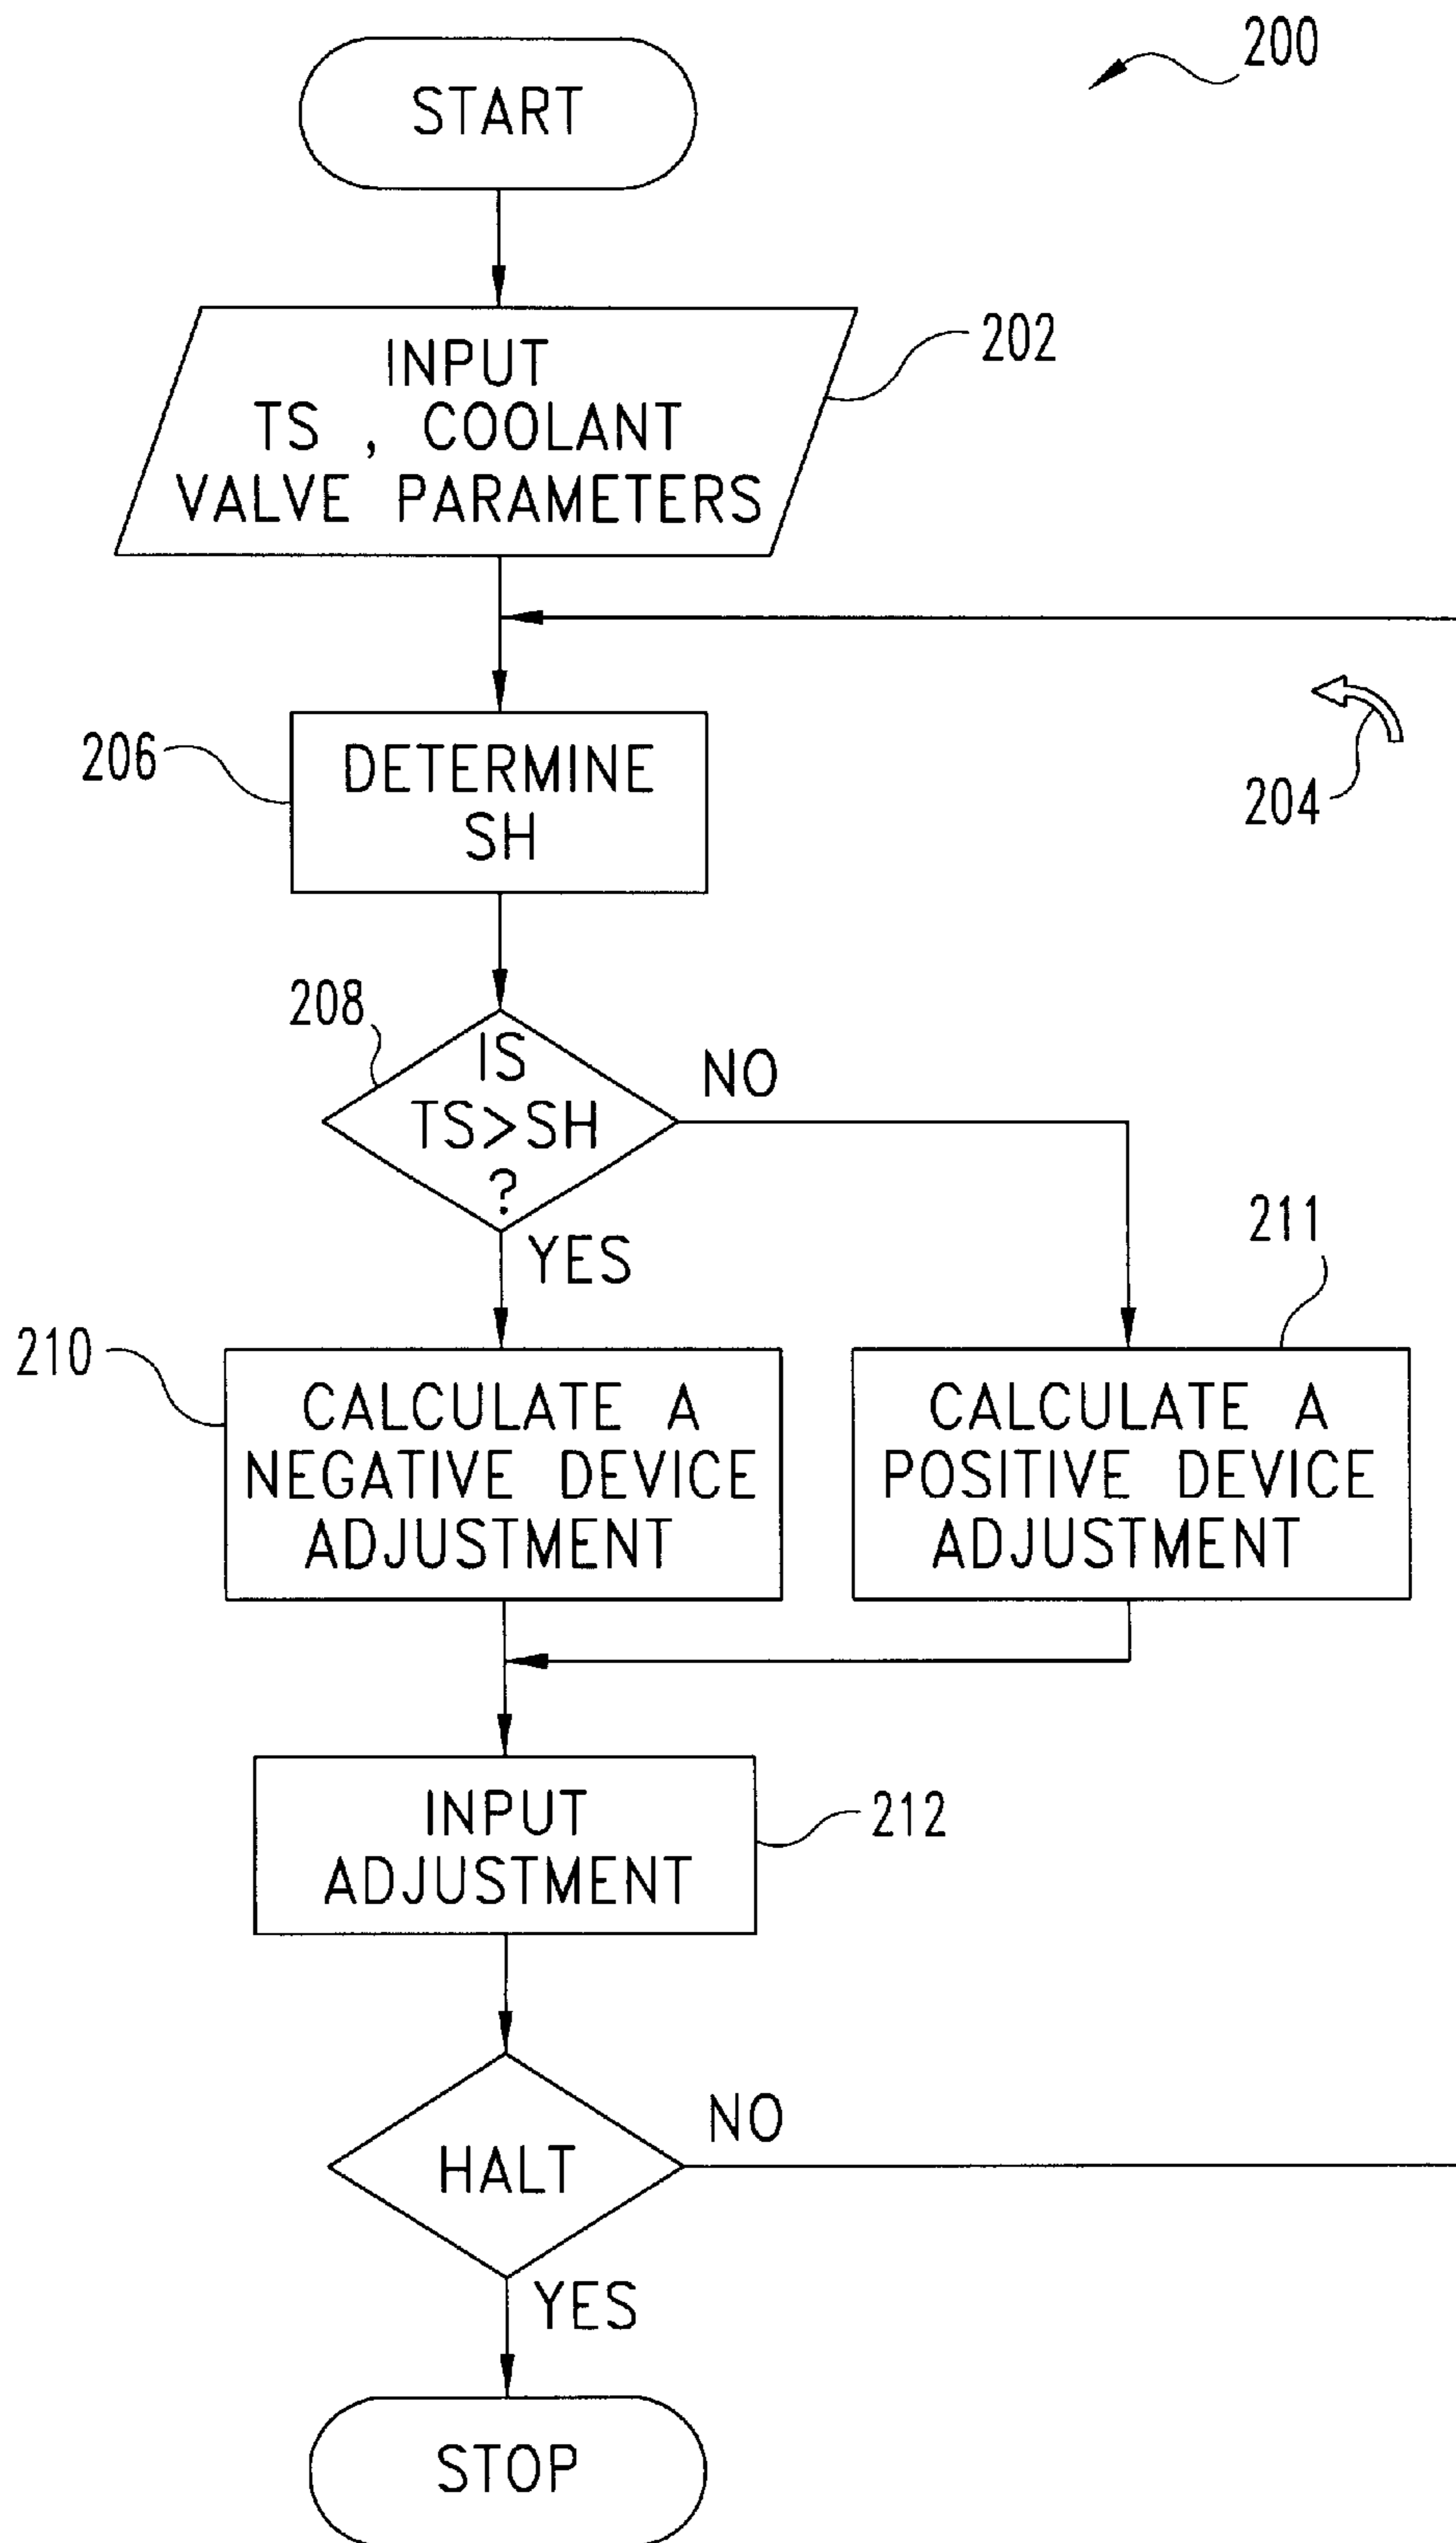 200
START
202
INPUT
TS , COOLANT
VALVE PARAMETERS
204
206
DETERMINE
SH
208
IS
TS>SH
?
NO
YES
210
CALCULATE A
NEGATIVE DEVICE
ADJUSTMENT
211
CALCULATE A
POSITIVE DEVICE
ADJUSTMENT
212
INPUT
ADJUSTMENT
HALT
NO
YES
STOP